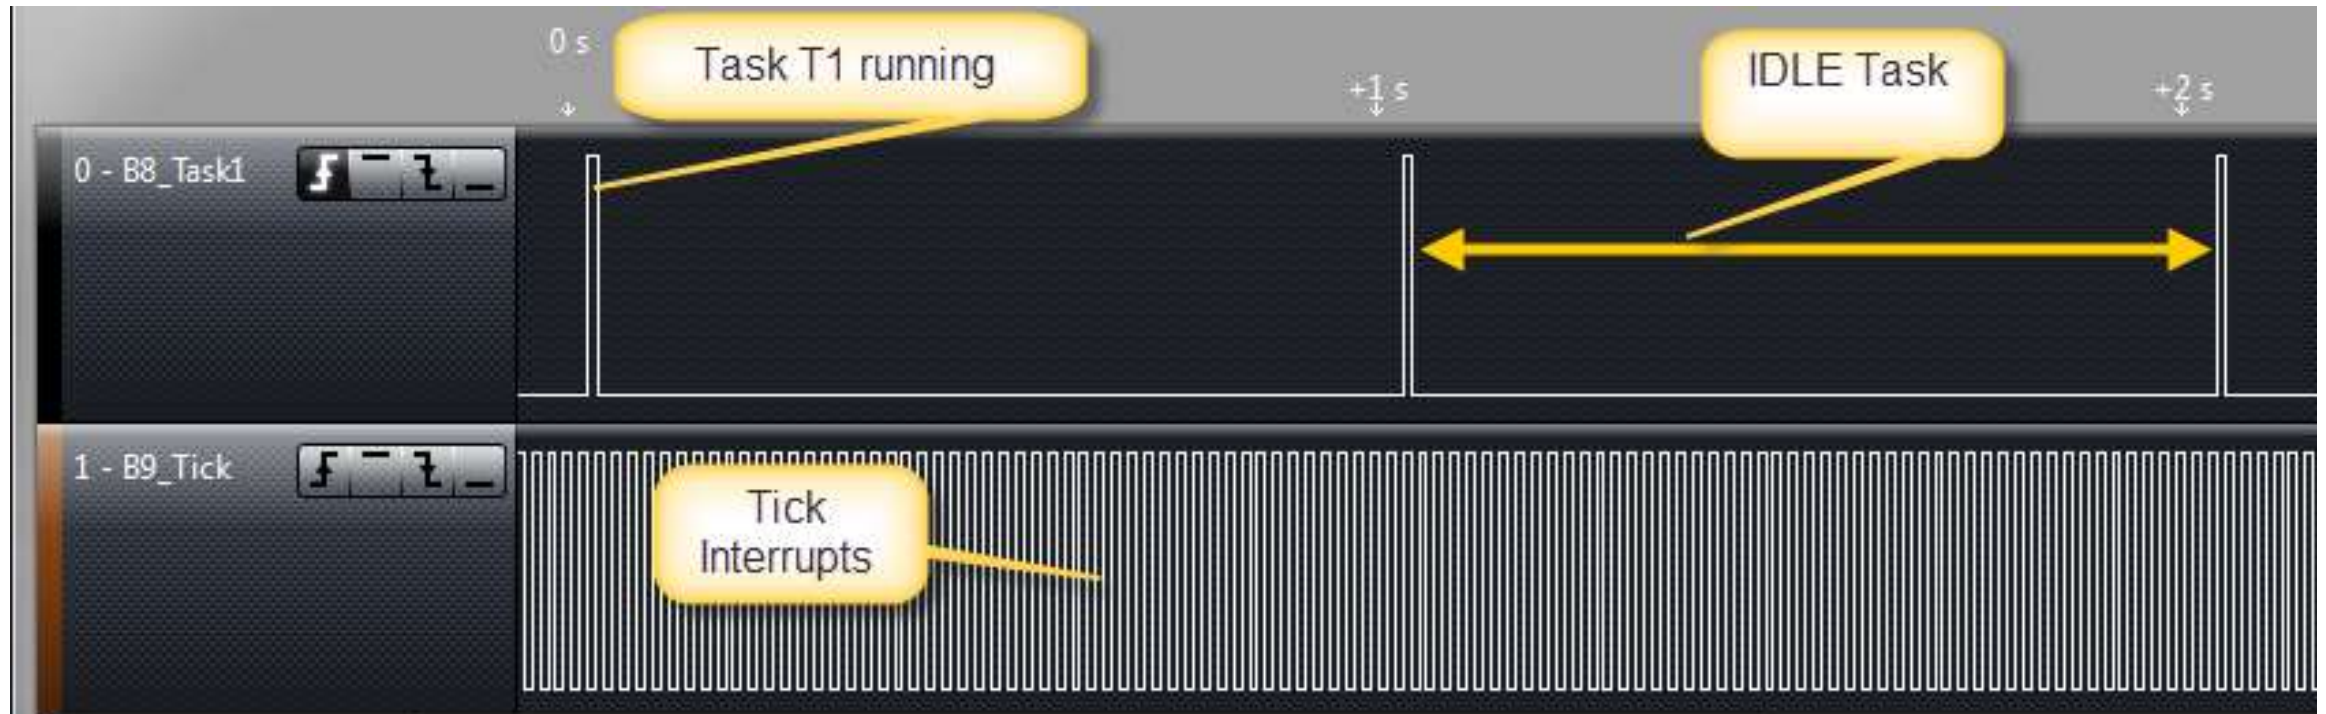 0 s
Task T1 running
+1 s
IDLE Task
+2 s
0 - B8_Task1
1 - B9_Tick
Tick
Interrupts